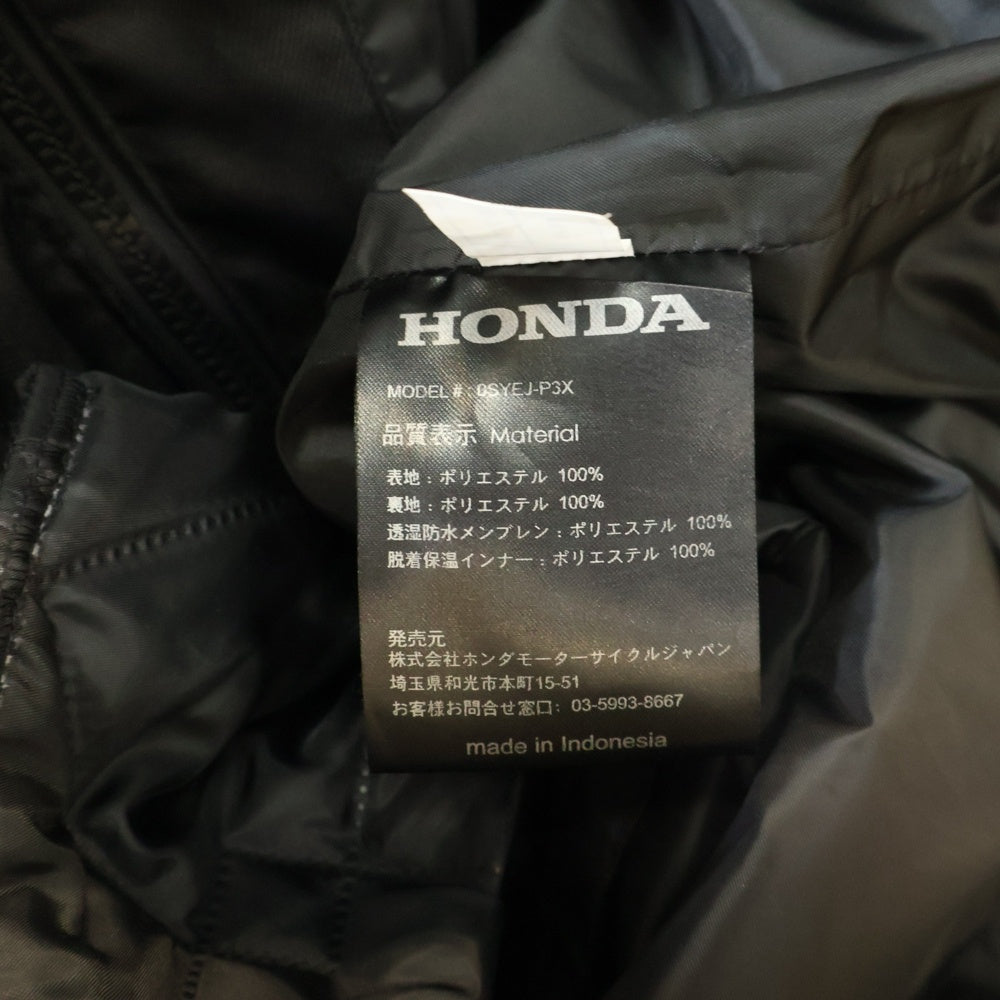 HONDA
MODEL # : 0SYEJ-P3X
品質表示 Material
表地 : ポリエステル 100%
裏地 : ポリエステル 100%
透湿防水メンブレン : ポリエステル 100%
脱着保温インナー : ポリエステル 100%
発売元
株式会社ホンダモーターサイクルジャパン
埼玉県和光市本町15-51
お客様お問合せ窓口: 03-5993-8667
made in Indonesia